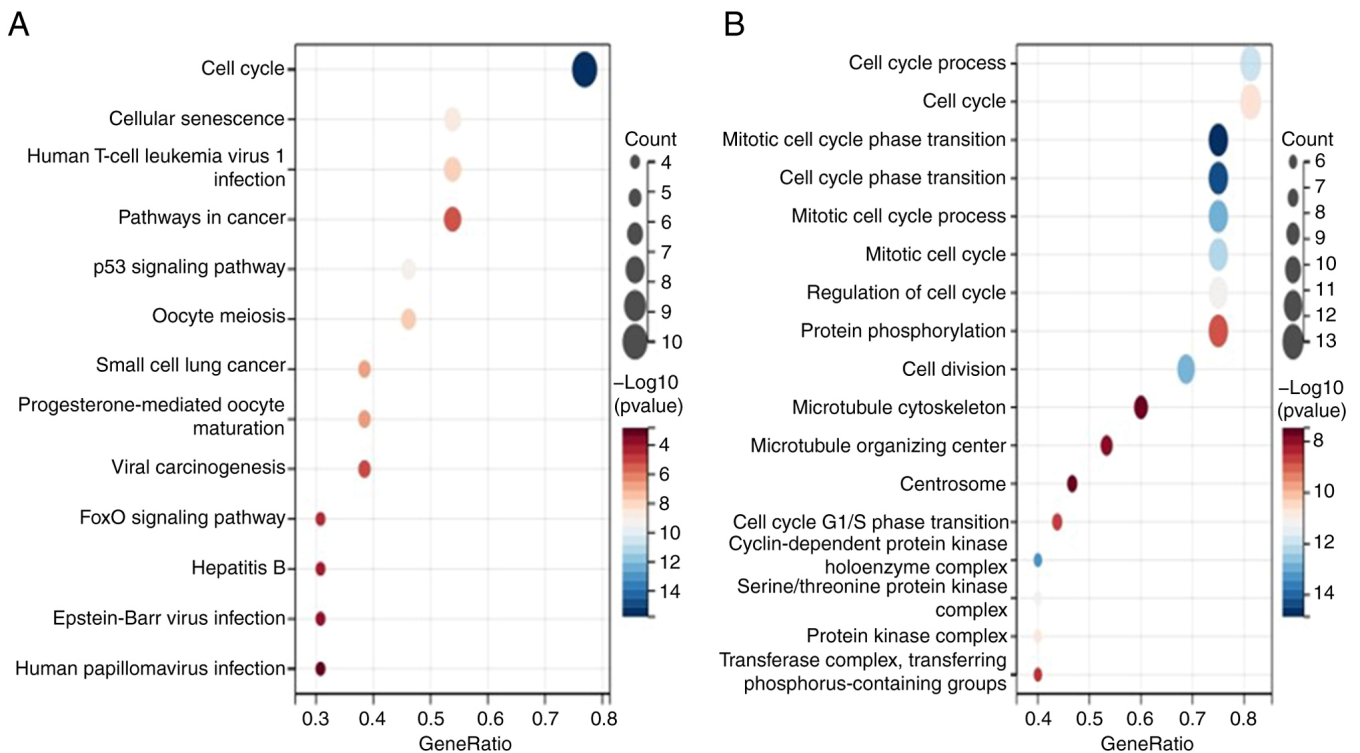 A
Cell cycle
Cellular senescence
Human T-cell leukemia virus 1
infection
Pathways in cancer
p53 signaling pathway
Oocyte meiosis
Small cell lung cancer
Progesterone-mediated oocyte
maturation
Viral carcinogenesis
FoxO signaling pathway
Hepatitis B
Epstein-Barr virus infection
Human papillomavirus infection
0.3 0.4 0.5 0.6 0.7 0.8
GeneRatio
Count
4
5
6
7
8
9
10
−Log10
(pvalue)
4
6
8
10
12
14
B
Cell cycle process
Cell cycle
Mitotic cell cycle phase transition
Cell cycle phase transition
Mitotic cell cycle process
Mitotic cell cycle
Regulation of cell cycle
Protein phosphorylation
Cell division
Microtubule cytoskeleton
Microtubule organizing center
Centrosome
Cell cycle G1/S phase transition
Cyclin-dependent protein kinase
holoenzyme complex
Serine/threonine protein kinase
complex
Protein kinase complex
Transferase complex, transferring
phosphorus-containing groups
0.4 0.5 0.6 0.7 0.8
GeneRatio
Count
6
7
8
9
10
11
12
13
−Log10
(pvalue)
8
10
12
14